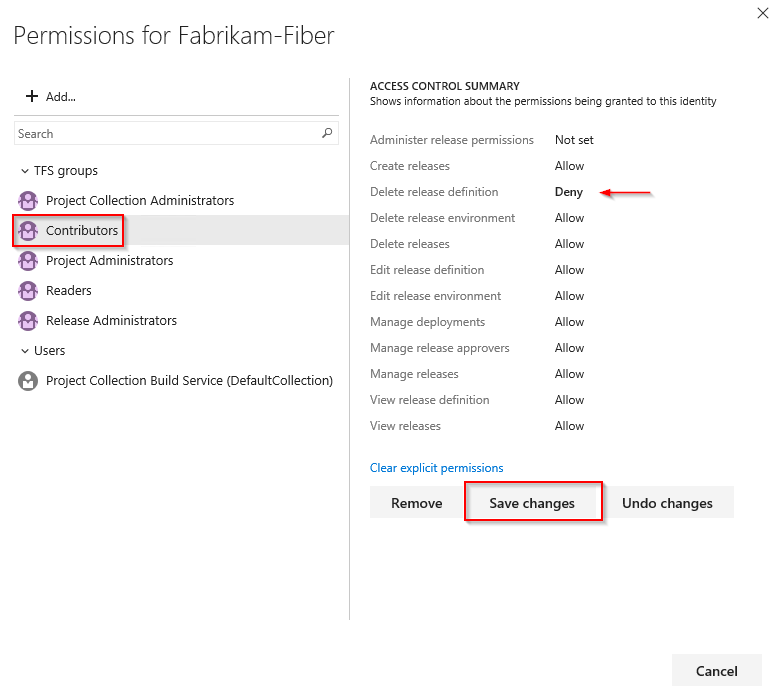 Permissions for Fabrikam-Fiber
Add...
Search
TFS groups
Project Collection Administrators
Contributors
Project Administrators
Readers
Release Administrators
Users
Project Collection Build Service (DefaultCollection)
ACCESS CONTROL SUMMARY
Shows information about the permissions being granted to this identity
Administer release permissions Not set
Create releases Allow
Delete release definition Deny
Delete release environment Allow
Delete releases Allow
Edit release definition Allow
Edit release environment Allow
Manage deployments Allow
Manage release approvers Allow
Manage releases Allow
View release definition Allow
View releases Allow
Clear explicit permissions
Remove Save changes Undo changes
Cancel